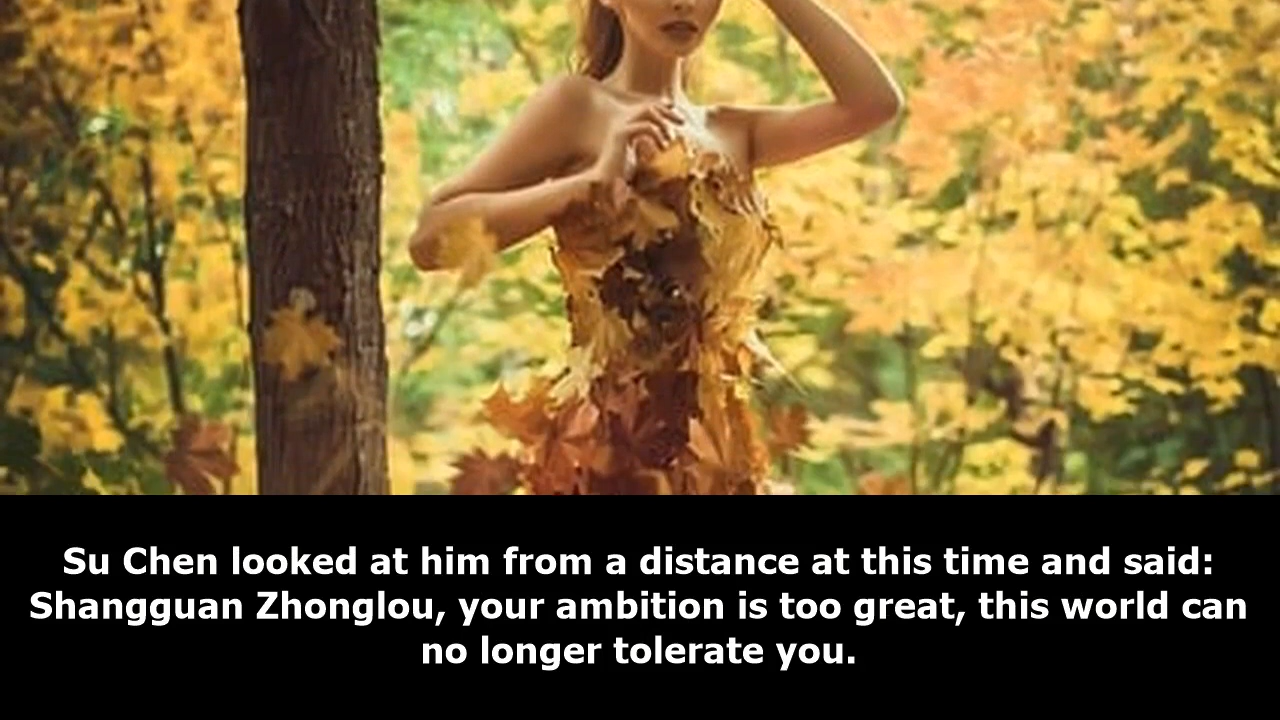 Su Chen looked at him from a distance at this time and said:
Shangguan Zhonglou, your ambition is too great, this world can
no longer tolerate you.